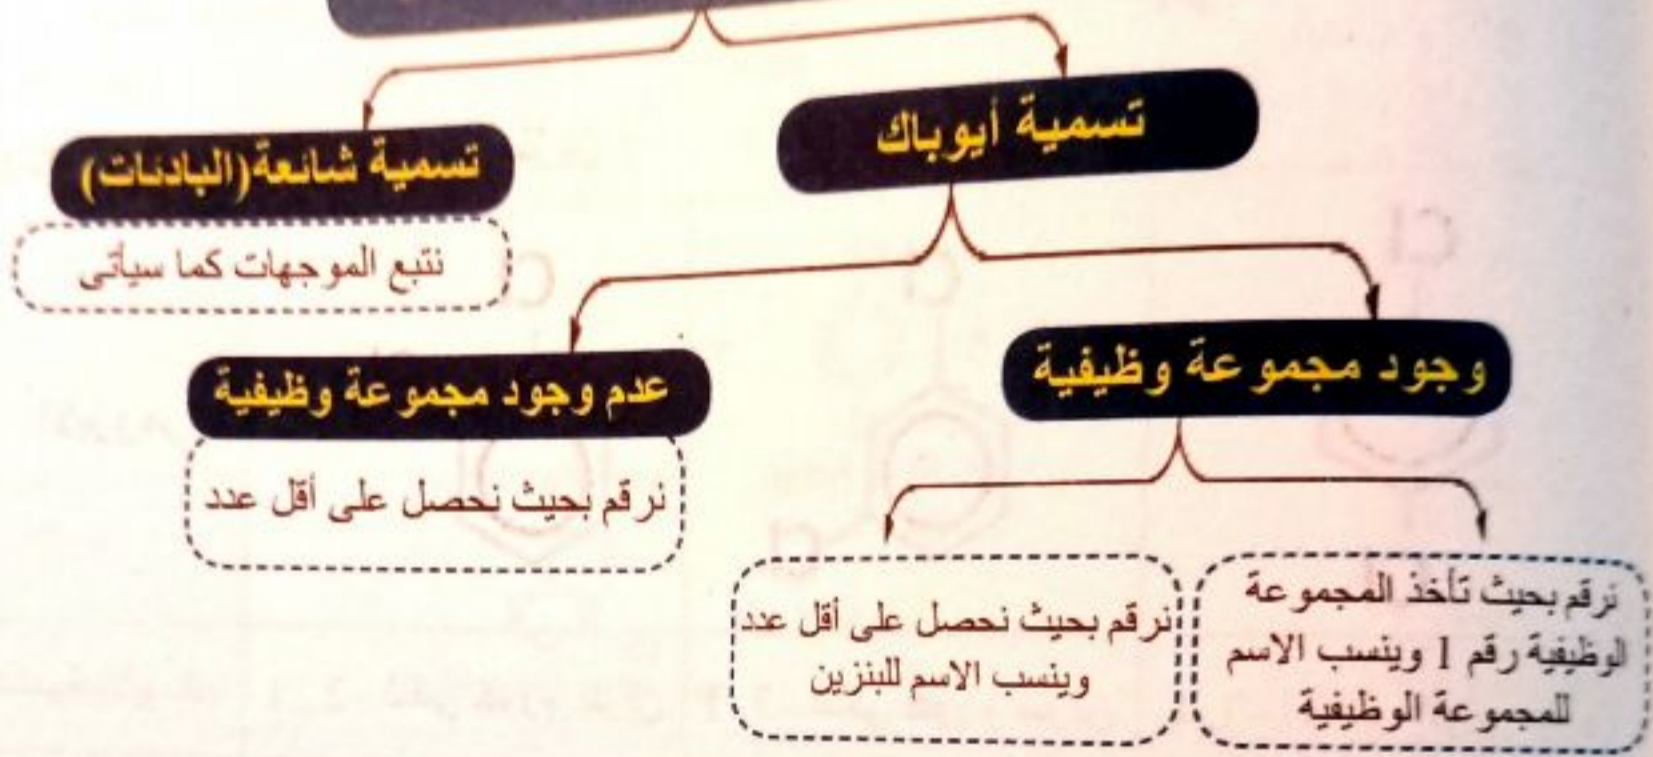 تسمية أيوباك
تسمية شائعة (البادئات)
نتبع الموجهات كما سيأتى
وجود مجموعة وظيفية
عدم وجود مجموعة وظيفية
نرقم بحيث نحصل على أقل عدد
نرقم بحيث تأخذ المجموعة
الوظيفية رقم 1 وينسب الاسم
للمجموعة الوظيفية
نرقم بحيث نحصل على أقل عدد
وينسب الاسم للبنزين